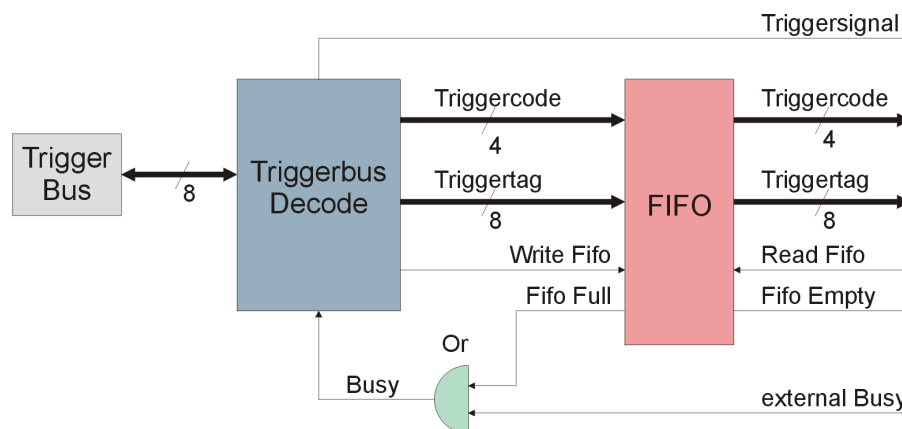 Triggersignal
Triggercode
4
Triggercode
4
Trigger
Bus
8
Triggerbus
Decode
Triggertag
8
FIFO
Triggertag
8
Write Fifo
Read Fifo
Fifo Full
Fifo Empty
Or
Busy
external Busy